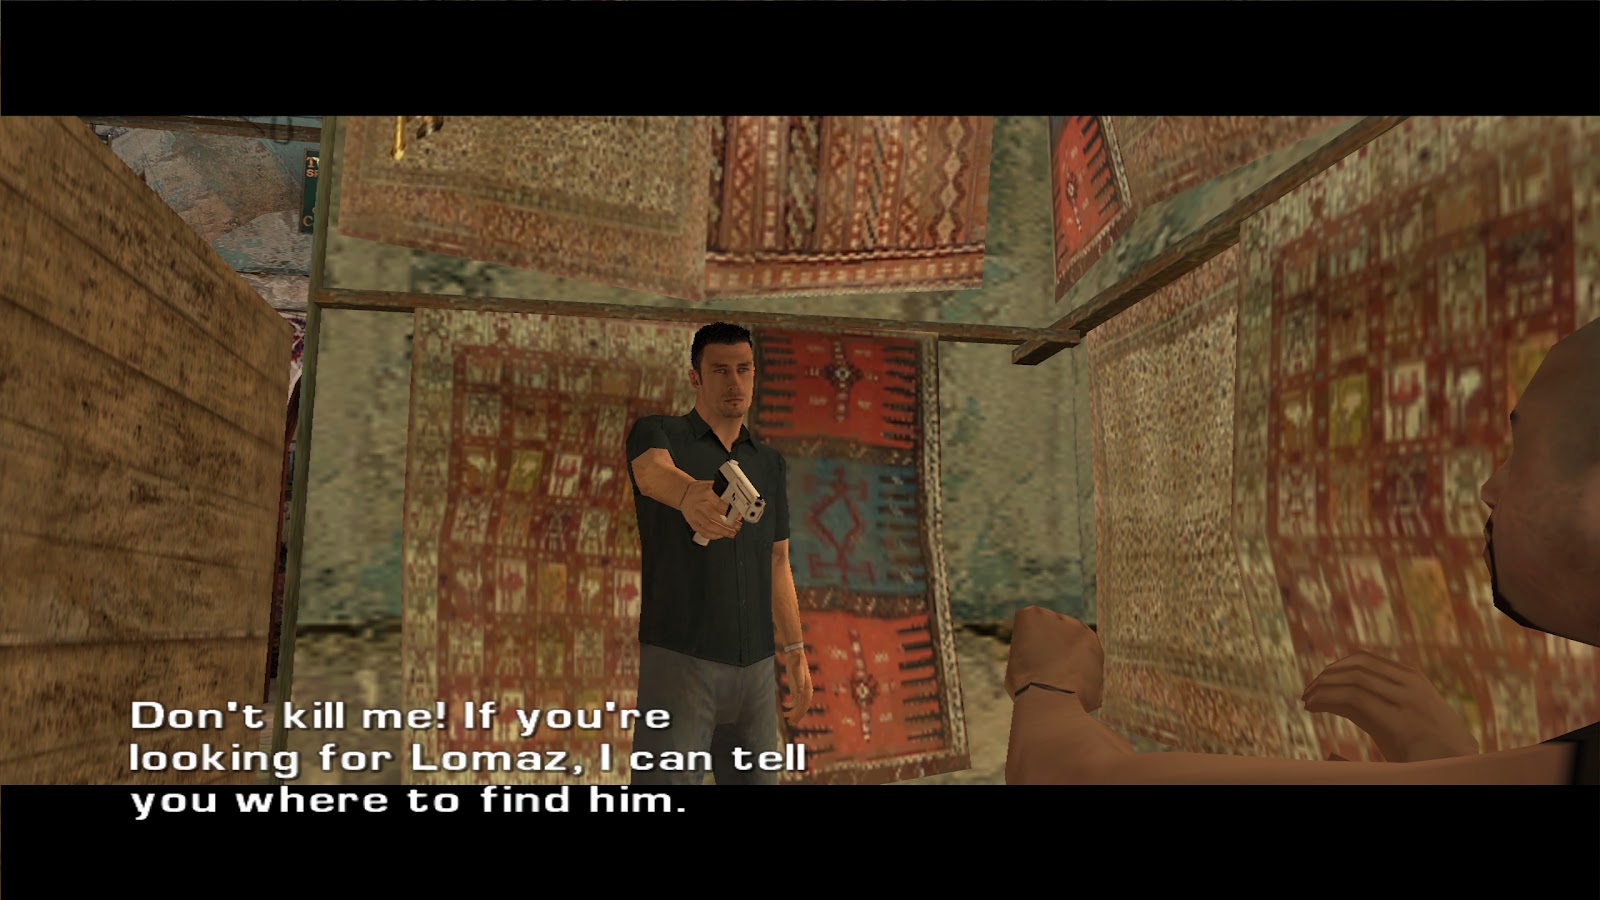 Don't kill me! If you're
looking for Lomaz, I can tell
you where to find him.